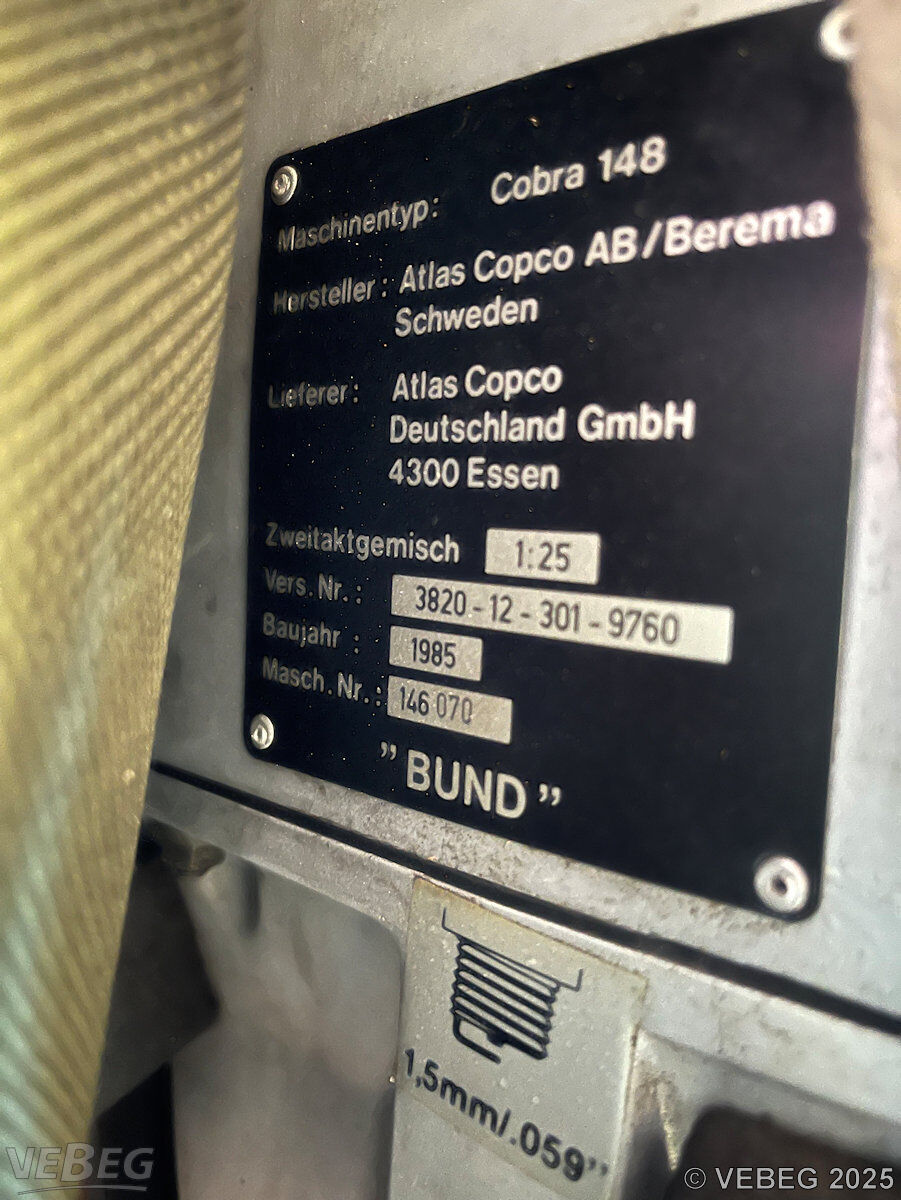 Maschinentyp: Cobra 148
Hersteller: Atlas Copco AB/Berema
Schweden
Lieferer: Atlas Copco
Deutschland GmbH
4300 Essen
Zweitaktgemisch 1:25
Vers. Nr.: 3820-12-301-9760
Baujahr : 1985
Masch. Nr.: 146 070
"BUND"
1,5mm/.059"
VEBEG
© VEBEG 2025